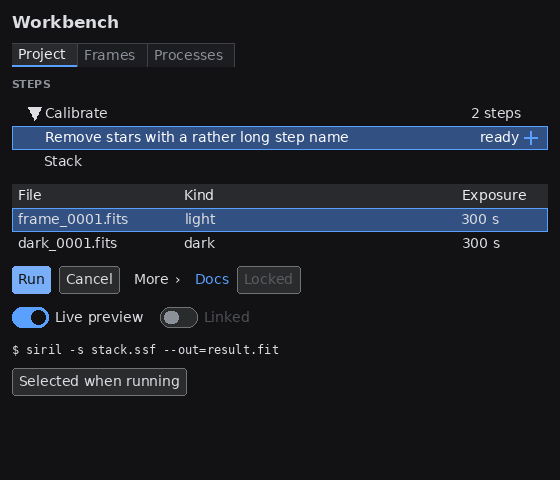 Workbench
Project Frames Processes
STEPS
Calibrate 2 steps
Remove stars with a rather long step name ready
Stack
File Kind Exposure
frame_0001.fits light 300 s
dark_0001.fits dark 300 s
Run Cancel More › Docs Locked
Live preview Linked
$ siril -s stack.ssf --out=result.fit
Selected when running